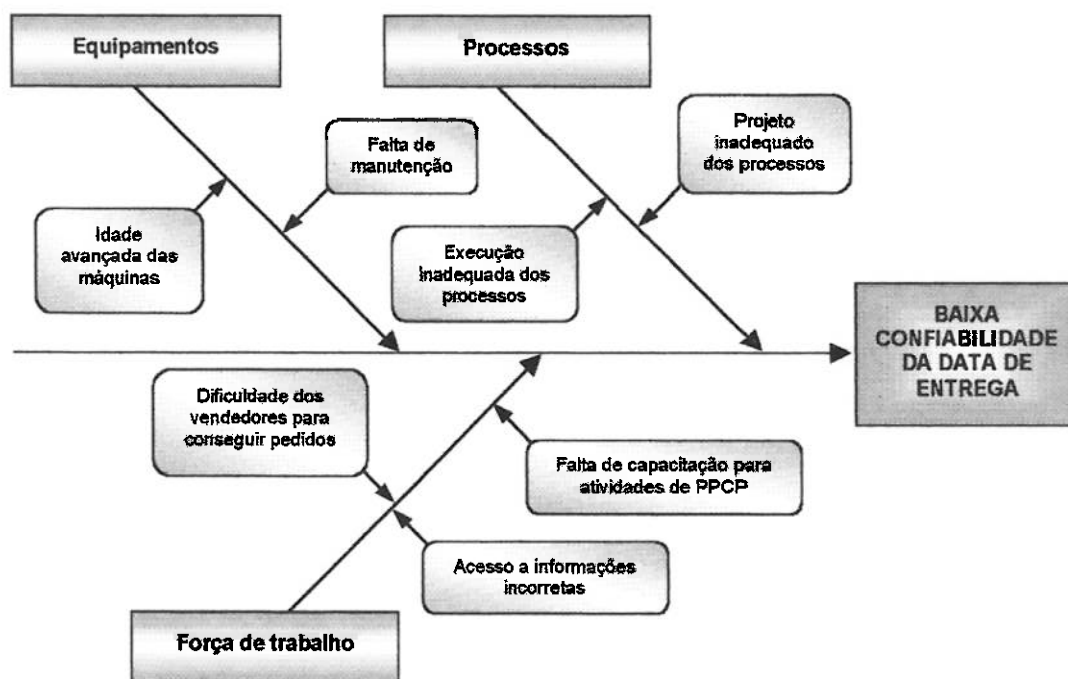 Equipamentos
Processos
Falta de
manutenção
Projeto
inadequado
dos processos
Idade
avançada das
máquinas
Execução
inadequada dos
processos
BAIXA
CONFIABILIDADE
DA DATA DE
ENTREGA
Dificuldade dos
vendedores para
conseguir pedidos
Falta de capacitação para
atividades de PPCP
Acesso a informações
incorretas
Força de trabalho